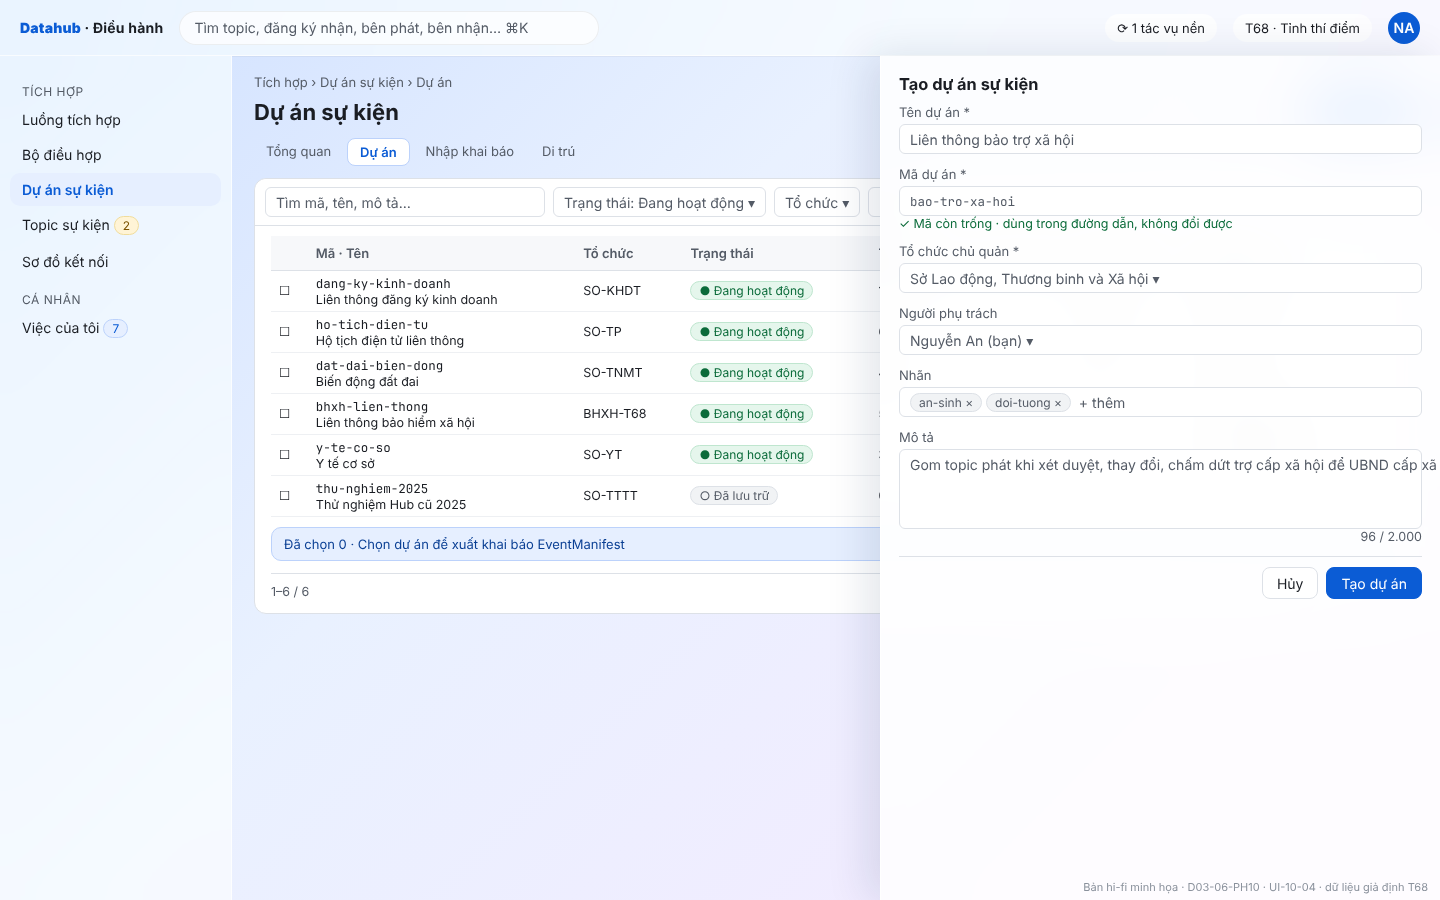 Datahub · Điều hành
Tìm topic, đăng ký nhận, bên phát, bên nhận... ⌘K
⟳ 1 tác vụ nền
T68 · Tỉnh thí điểm
NA
TÍCH HỢP
Luồng tích hợp
Bộ điều hợp
Dự án sự kiện
Topic sự kiện 2
Sơ đồ kết nối
CÁ NHÂN
Việc của tôi 7
Tích hợp › Dự án sự kiện › Dự án
Dự án sự kiện
Tổng quan
Dự án
Nhập khai báo
Di trú
Tìm mã, tên, mô tả...
Trạng thái: Đang hoạt động ▾
Tổ chức ▾
Mã · Tên
Tổ chức
Trạng thái
dang-ky-kinh-doanh
Liên thông đăng ký kinh doanh
SO-KHDT
● Đang hoạt động
ho-tich-dien-tu
Hộ tịch điện tử liên thông
SO-TP
● Đang hoạt động
dat-dai-bien-dong
Biến động đất đai
SO-TNMT
● Đang hoạt động
bhxh-lien-thong
Liên thông bảo hiểm xã hội
BHXH-T68
● Đang hoạt động
y-te-co-so
Y tế cơ sở
SO-YT
● Đang hoạt động
thu-nghiem-2025
Thử nghiệm Hub cũ 2025
SO-TTTT
○ Đã lưu trữ
Đã chọn 0 · Chọn dự án để xuất khai báo EventManifest
1–6 / 6
Tạo dự án sự kiện
Tên dự án *
Liên thông bảo trợ xã hội
Mã dự án *
bao-tro-xa-hoi
✓ Mã còn trống · dùng trong đường dẫn, không đổi được
Tổ chức chủ quản *
Sở Lao động, Thương binh và Xã hội ▾
Người phụ trách
Nguyễn An (bạn) ▾
Nhãn
an-sinh × doi-tuong × + thêm
Mô tả
Gom topic phát khi xét duyệt, thay đổi, chấm dứt trợ cấp xã hội để UBND cấp xã
96 / 2.000
Hủy
Tạo dự án
Bản hi-fi minh họa · D03-06-PH10 · UI-10-04 · dữ liệu giả định T68